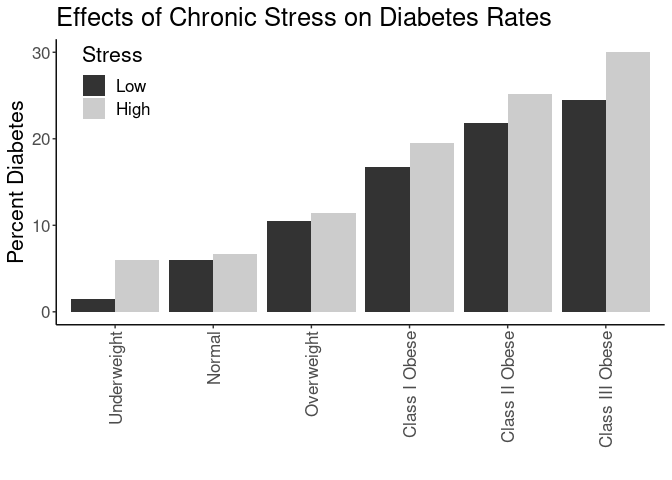 Effects of Chronic Stress on Diabetes Rates
Stress
Low
High
Percent Diabetes
30
20
10
0
Underweight
Normal
Overweight
Class I Obese
Class II Obese
Class III Obese